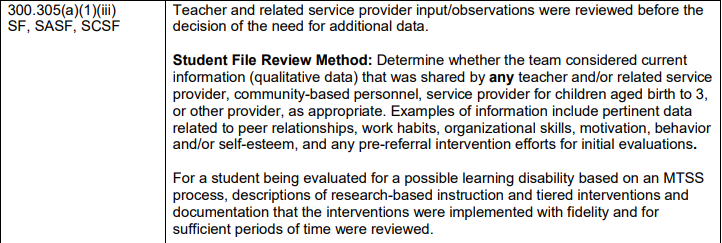 300.305(a)(1)(iii)
SF, SASF, SCSF
Teacher and related service provider input/observations were reviewed before the
decision of the need for additional data.
Student File Review Method: Determine whether the team considered current
information (qualitative data) that was shared by any teacher and/or related service
provider, community-based personnel, service provider for children aged birth to 3,
or other provider, as appropriate. Examples of information include pertinent data
related to peer relationships, work habits, organizational skills, motivation, behavior
and/or self-esteem, and any pre-referral intervention efforts for initial evaluations.
For a student being evaluated for a possible learning disability based on an MTSS
process, descriptions of research-based instruction and tiered interventions and
documentation that the interventions were implemented with fidelity and for
sufficient periods of time were reviewed.